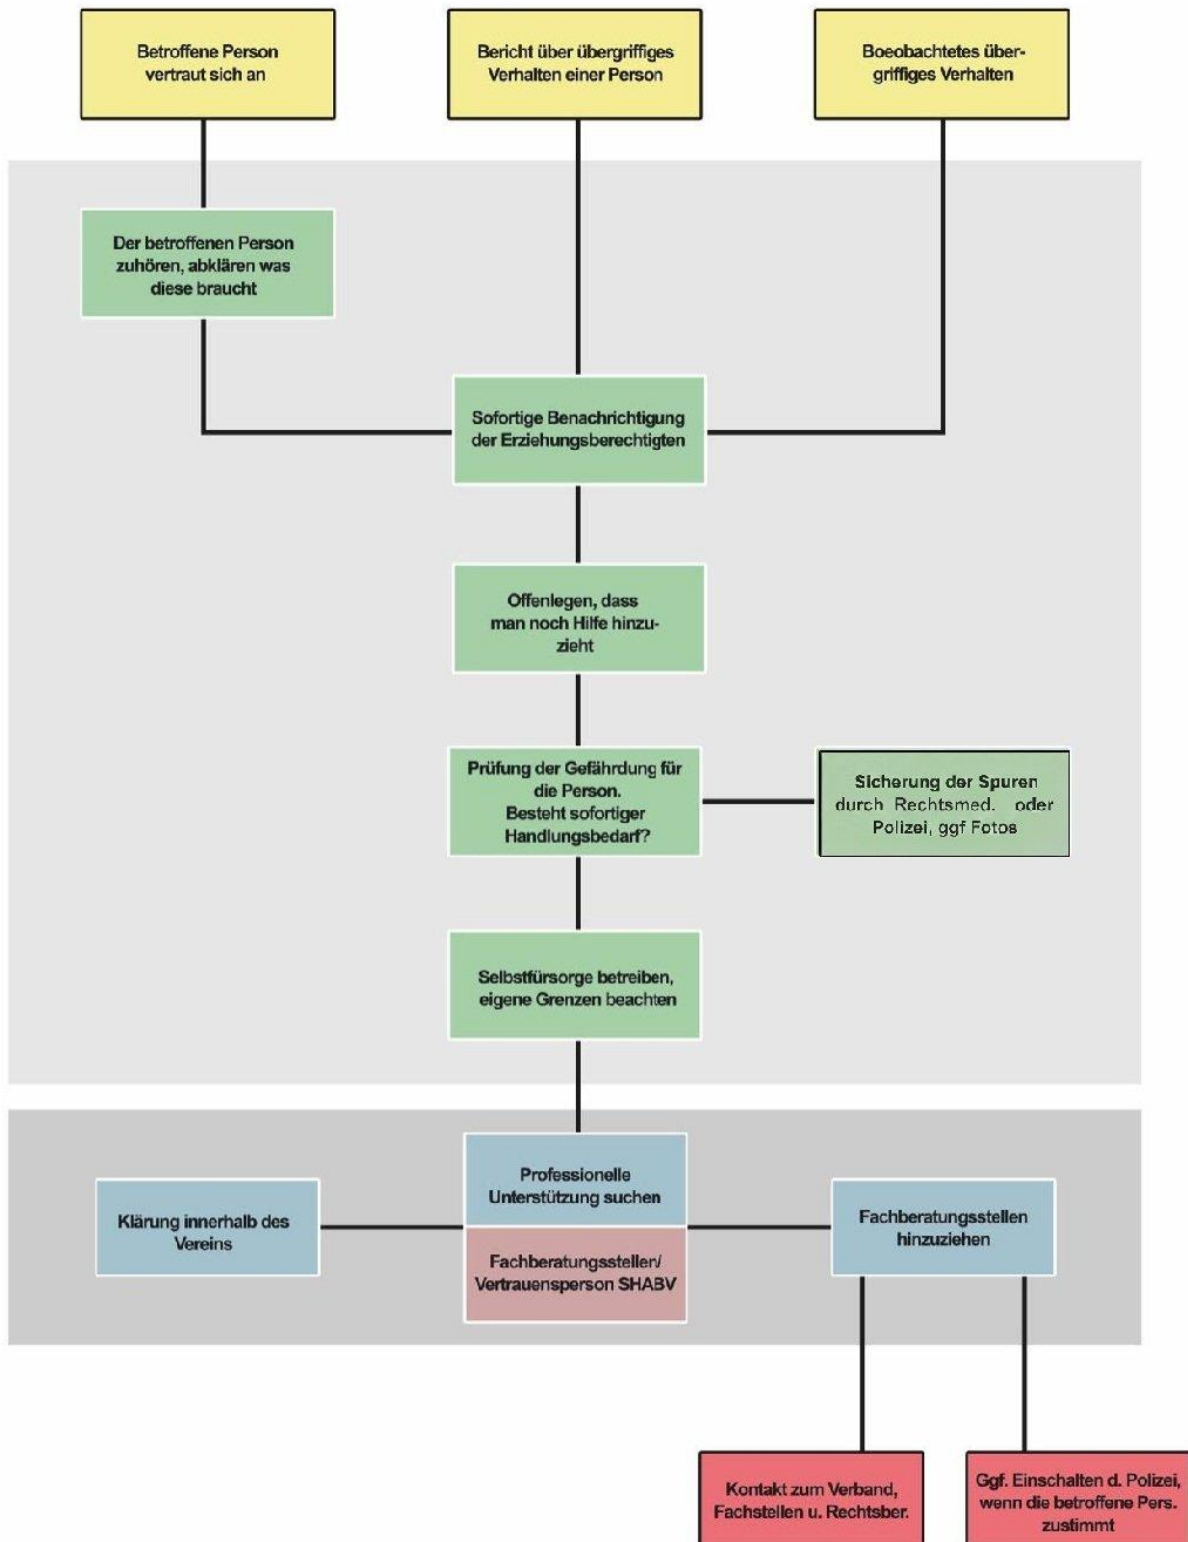 Betroffene Person
vertraut sich an
Bericht über übergriffiges
Verhalten einer Person
Boeobachtetes über-
griffiges Verhalten
Der betroffenen Person
zuhören, abklären was
diese braucht
Sofortige Benachrichtigung
der Erziehungsberechtigten
Offenlegen, dass
man noch Hilfe hinzu-
zieht
Prüfung der Gefährdung für
die Person.
Besteht sofortiger
Handlungsbedarf?
Sicherung der Spuren
durch Rechtsmed. oder
Polizei, ggf Fotos
Selbstfürsorge betreiben,
eigene Grenzen beachten
Klärung innerhalb des
Vereins
Professionelle
Unterstützung suchen
Fachberatungsstellen/
Vertrauensperson SHABV
Fachberatungsstellen
hinzuziehen
Kontakt zum Verband,
Fachstellen u. Rechtsber.
Ggf. Einschalten d. Polizei,
wenn die betroffene Pers.
zustimmt